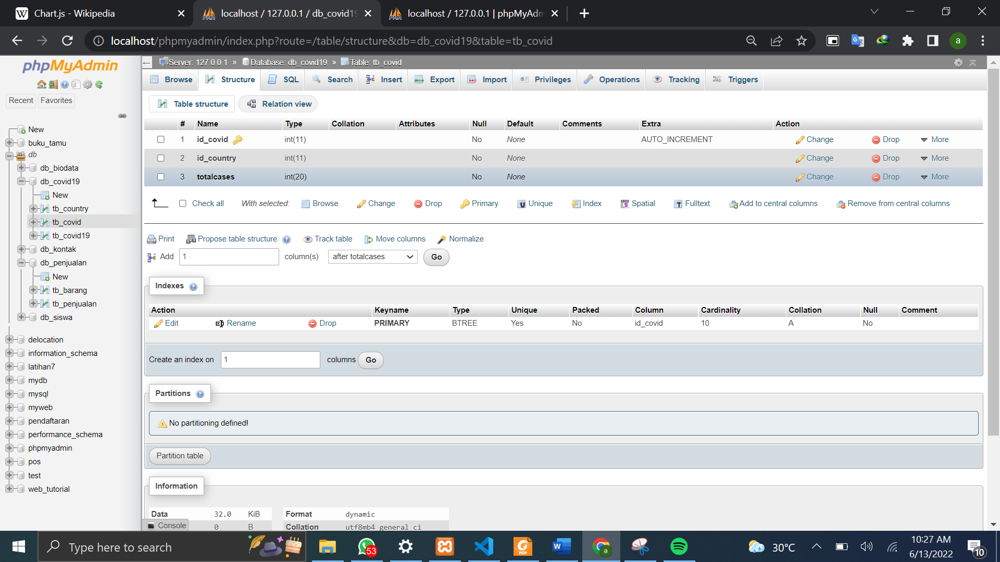 Chart.js - Wikipedia
localhost / 127.0.0.1 / db_covid19
localhost / 127.0.0.1 | phpMyAdm
localhost/phpmyadmin/index.php?route=/table/structure&db=db_covid19&table=tb_covid
a
phpMyAdmin
Recent Favorites
New
buku_tamu
db
db_biodata
db_covid19
New
tb_country
tb_covid
tb_covid19
db_kontak
db_penjualan
New
tb_barang
tb_penjualan
db_siswa
delocation
information_schema
latihan7
mydb
mysql
myweb
pendaftaran
performance_schema
phpmyadmin
pos
test
web_tutorial
Server: 127.0.0.1 » Database: db_covid19 » Table: tb_covid
Browse Structure SQL Search Insert Export Import Privileges Operations Tracking Triggers
Table structure Relation view
# Name Type Collation Attributes Null Default Comments Extra Action
1 id_covid int(11) No None AUTO_INCREMENT Change Drop More
2 id_country int(11) No None Change Drop More
3 totalcases int(20) No None Change Drop More
Check all With selected: Browse Change Drop Primary Unique Index Spatial Fulltext Add to central columns Remove from central columns
Print Propose table structure Track table Move columns Normalize
Add 1 column(s) after totalcases Go
Indexes
Action Keyname Type Unique Packed Column Cardinality Collation Null Comment
Edit Rename Drop PRIMARY BTREE Yes No id_covid 10 A No
Create an index on 1 columns Go
Partitions
No partitioning defined!
Partition table
Information
Data 32.0 KiB Format dynamic
Console 0 B Collation utf8mb4_general_ci
Type here to search
53
PDF
W
a
30°C
10:27 AM
6/13/2022
10